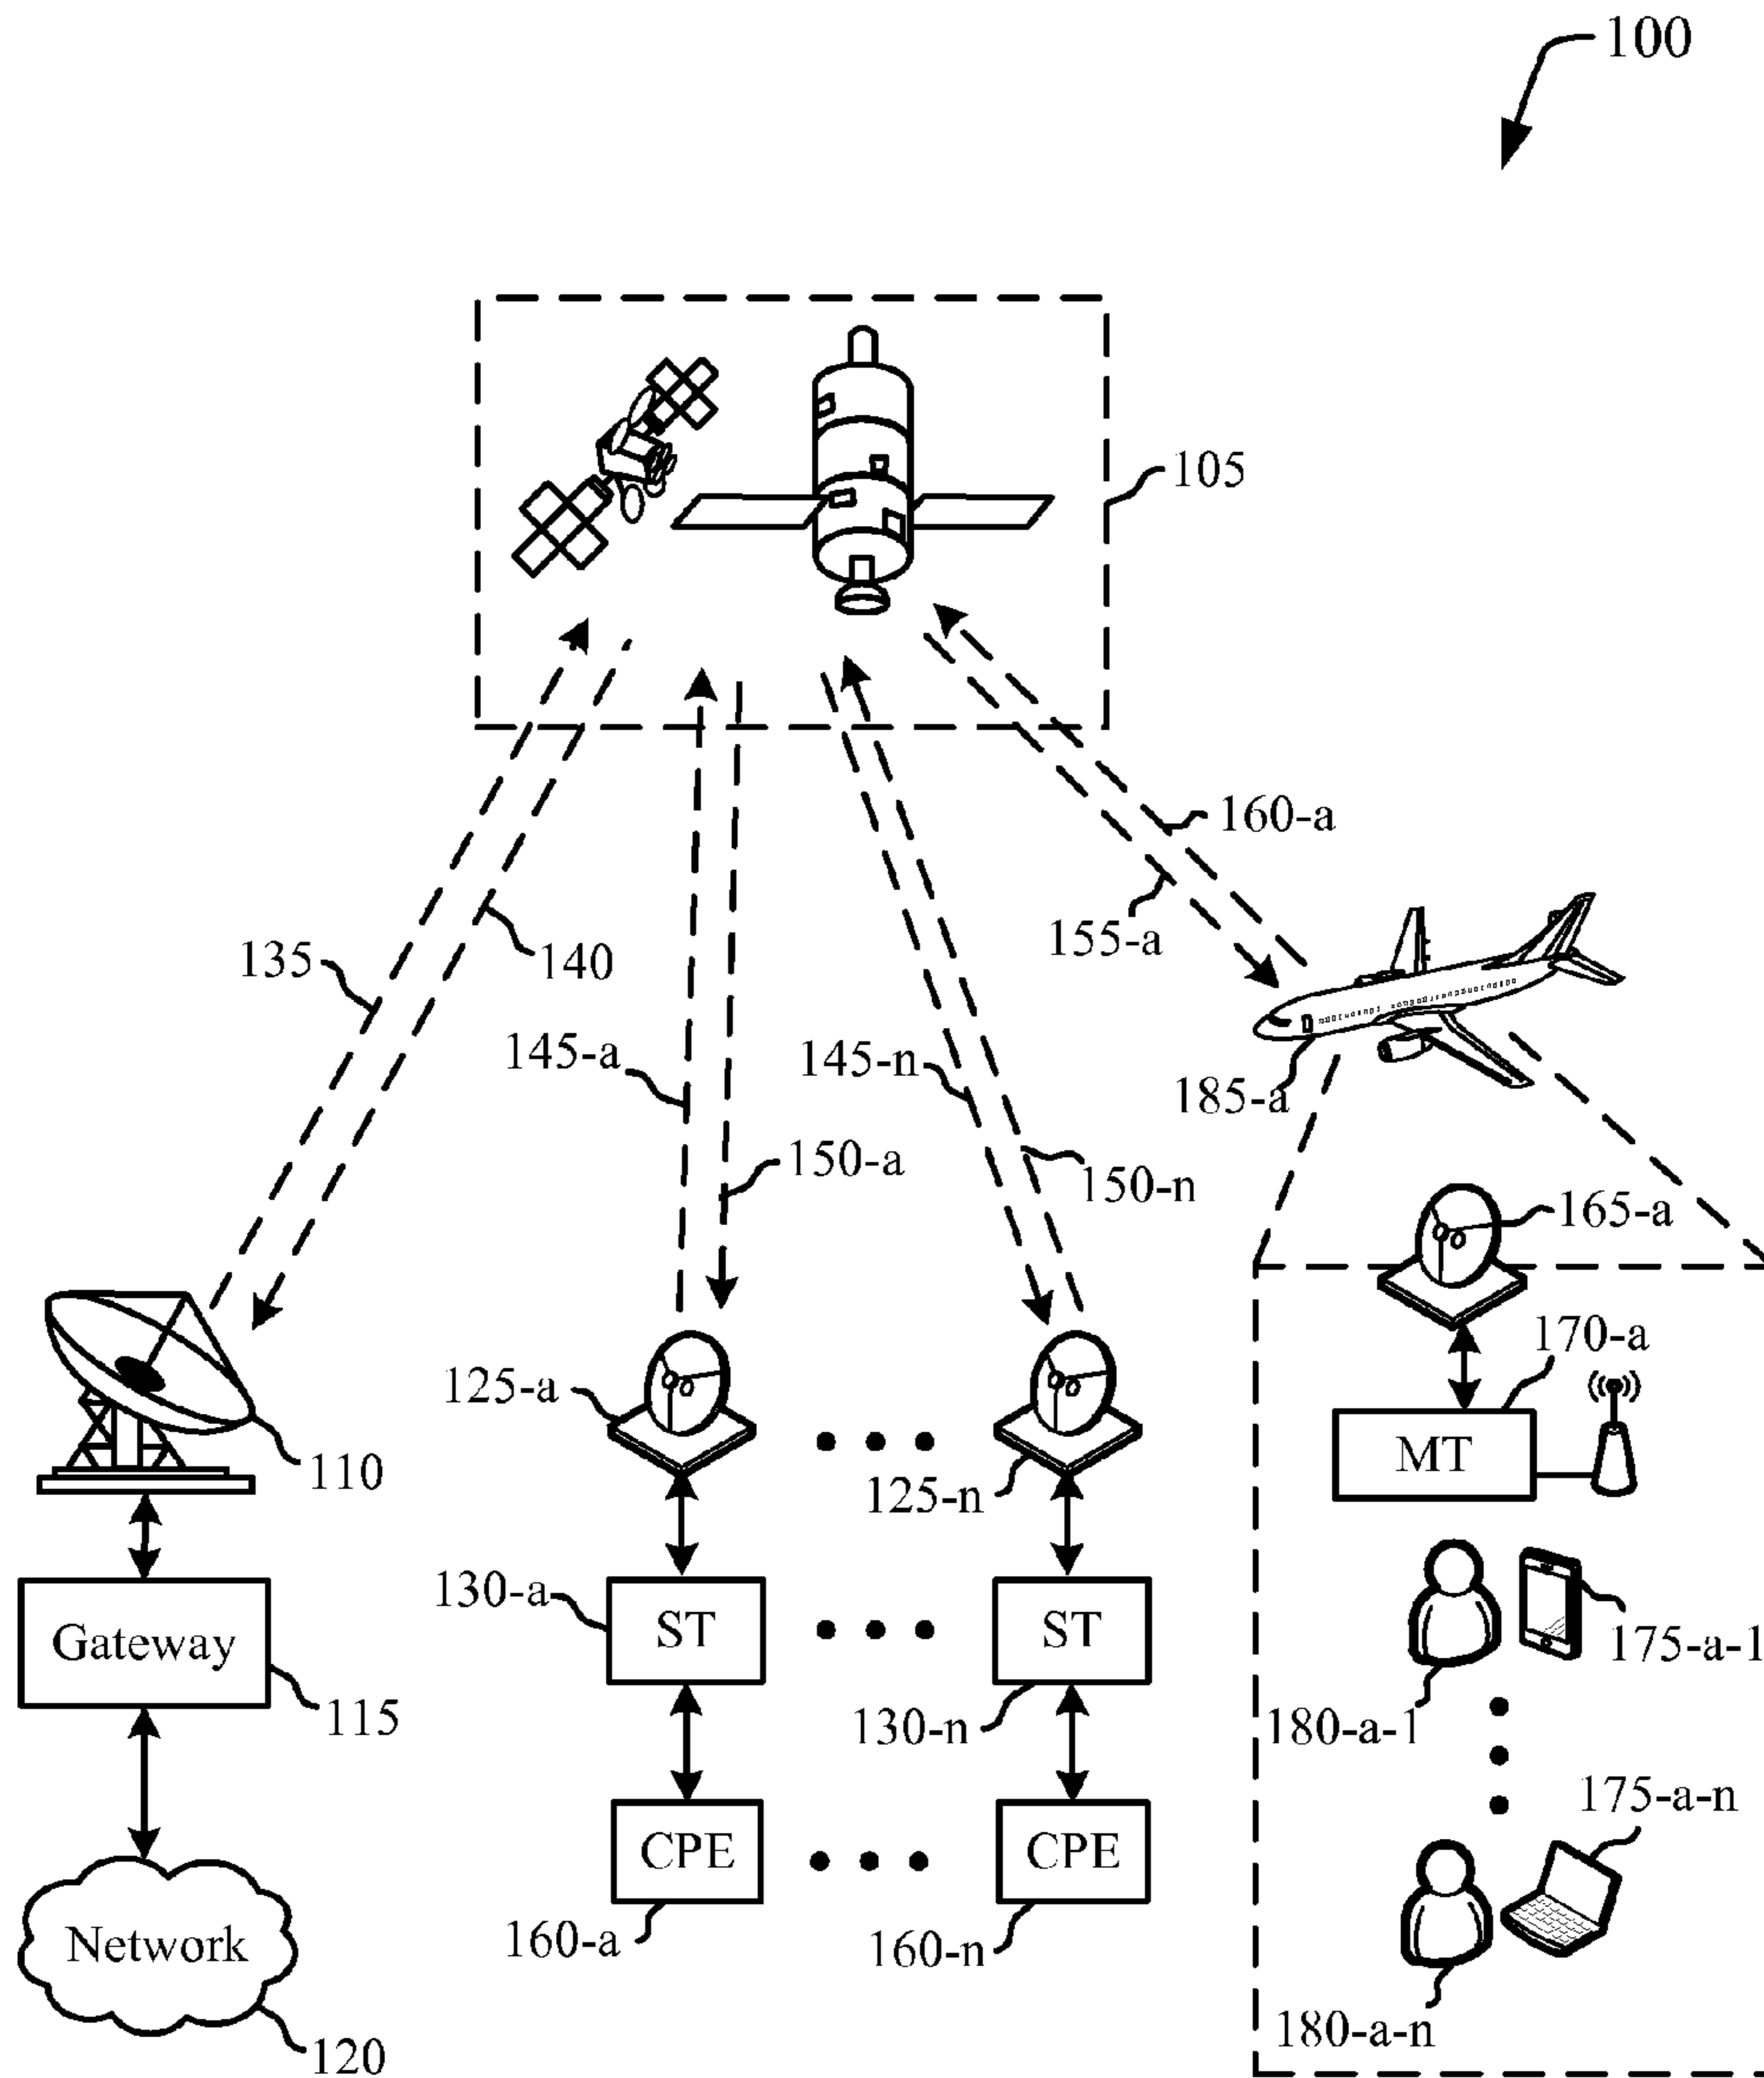 100
105
160-a
155-a
135
140
145-a
145-n
185-a
150-a
150-n
165-a
170-a
125-a
MT
110
125-n
130-a
Gateway
ST
ST
175-a-1
115
130-n
180-a-1
175-a-n
CPE
CPE
Network
160-a
160-n
180-a-n
120